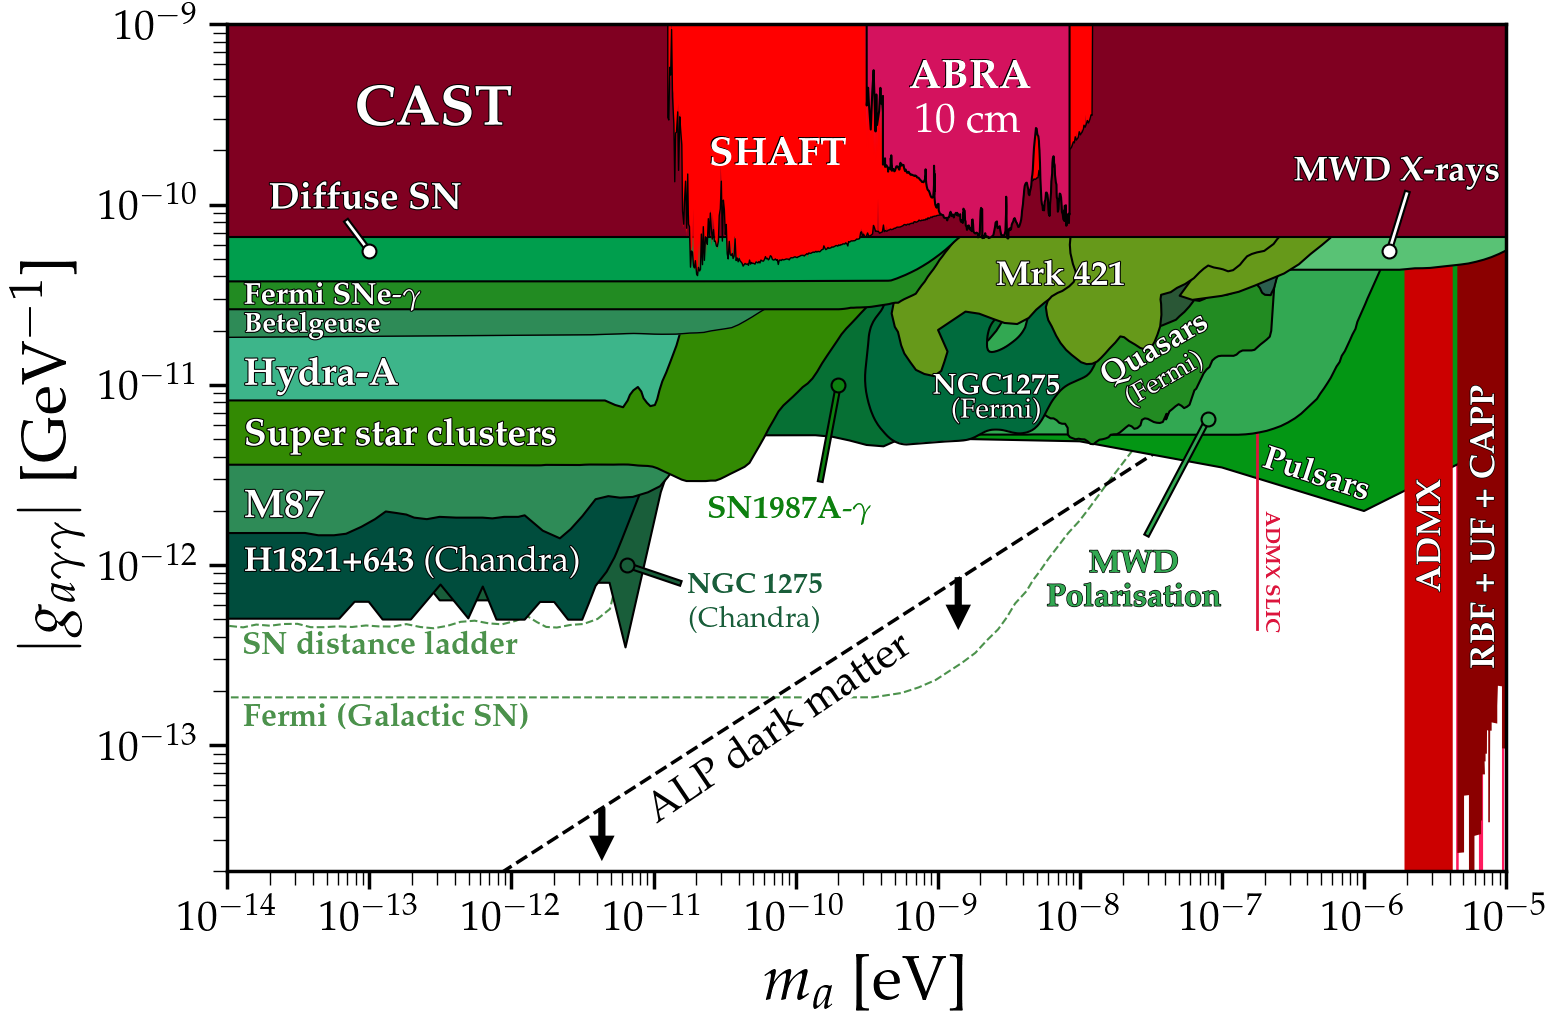 10⁻⁹
10⁻¹⁰
10⁻¹¹
10⁻¹²
10⁻¹³
|gₐᵧᵧ| [GeV⁻¹]
CAST
SHAFT
ABRA
10 cm
MWD X-rays
Diffuse SN
Fermi SNe-γ
Betelgeuse
Hydra-A
Super star clusters
M87
H1821+643 (Chandra)
NGC 1275
(Chandra)
SN distance ladder
Fermi (Galactic SN)
SN1987A-γ
Mrk 421
NGC1275
(Fermi)
Quasars
(Fermi)
MWD
Polarisation
Pulsars
ADMX SLIC
ADMX
RBF + UF + CAPP
ALP dark matter
10⁻¹⁴ 10⁻¹³ 10⁻¹² 10⁻¹¹ 10⁻¹⁰ 10⁻⁹ 10⁻⁸ 10⁻⁷ 10⁻⁶ 10⁻⁵
mₐ [eV]